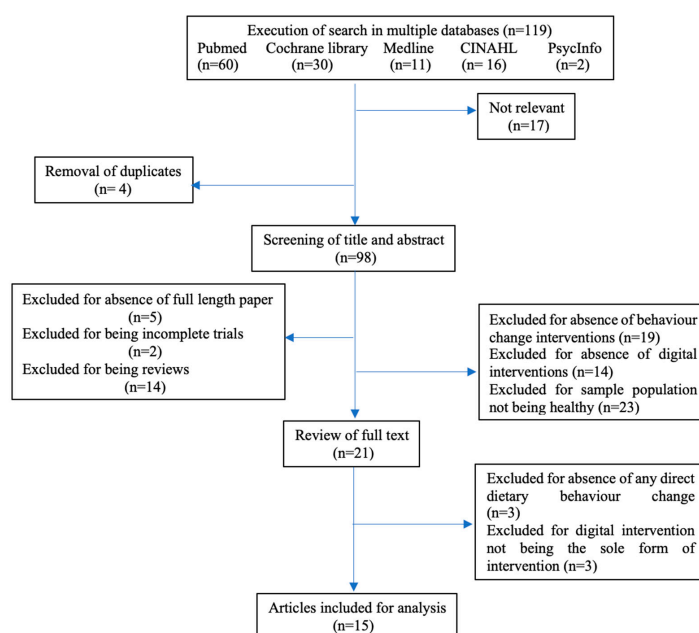 Execution of search in multiple databases (n=119)
Pubmed Cochrane library Medline CINAHL PsycInfo
(n=60) (n=30) (n=11) (n= 16) (n=2)
Not relevant
(n=17)
Removal of duplicates
(n= 4)
Screening of title and abstract
(n=98)
Excluded for absence of full length paper
(n=5)
Excluded for being incomplete trials
(n=2)
Excluded for being reviews
(n=14)
Excluded for absence of behaviour
change interventions (n=19)
Excluded for absence of digital
interventions (n=14)
Excluded for sample population
not being healthy (n=23)
Review of full text
(n=21)
Excluded for absence of any direct
dietary behaviour change
(n=3)
Excluded for digital intervention
not being the sole form of
intervention (n=3)
Articles included for analysis
(n=15)